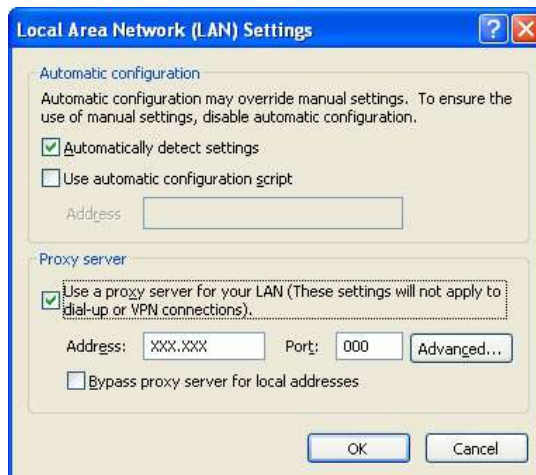 Local Area Network (LAN) Settings
Automatic configuration
Automatic configuration may override manual settings. To ensure the
use of manual settings, disable automatic configuration.
Automatically detect settings
Use automatic configuration script
Address
Proxy server
Use a proxy server for your LAN (These settings will not apply to
dial-up or VPN connections).
Address: XXX.XXX Port: 000 Advanced...
Bypass proxy server for local addresses
OK Cancel